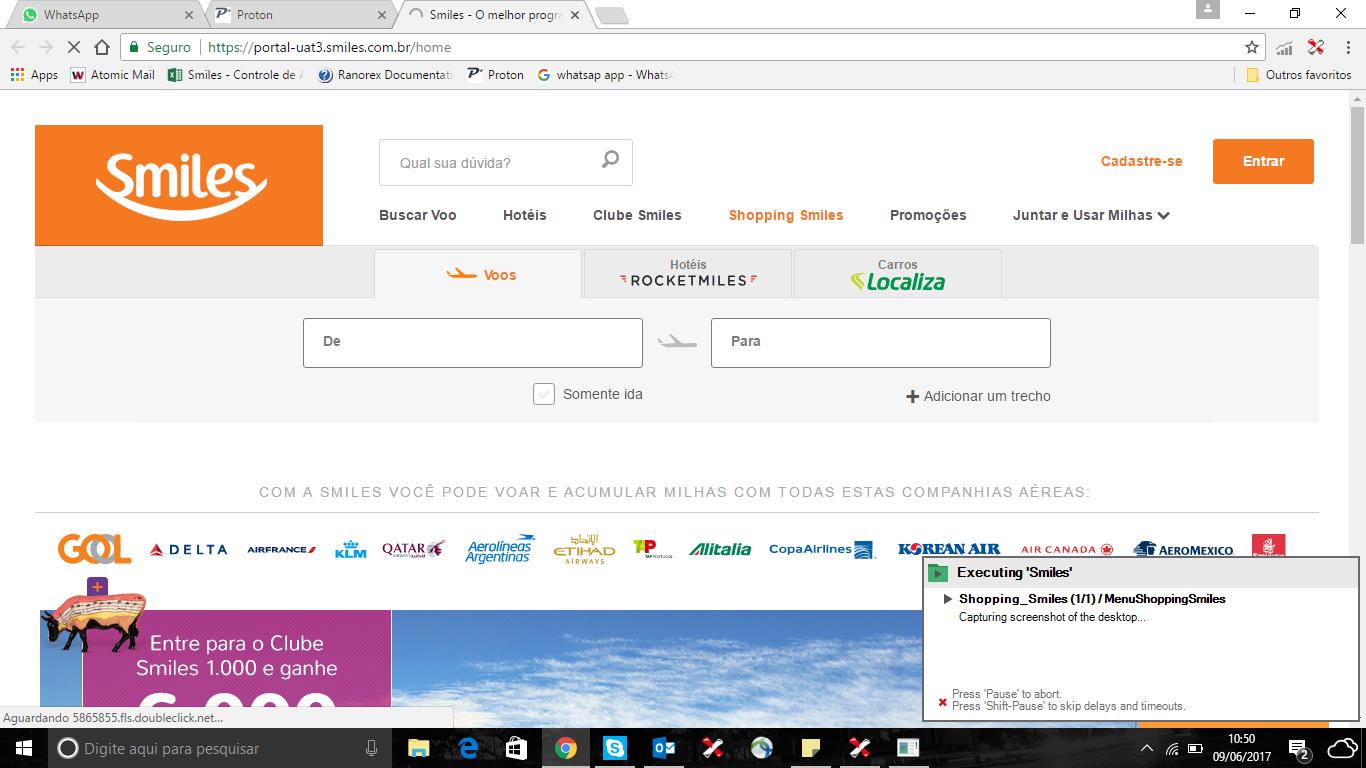 WhatsApp
Proton
Smiles - O melhor progra
Seguro
https://portal-uat3.smiles.com.br/home
Apps
Atomic Mail
Smiles - Controle de A
Ranorex Documentati
Proton
whatsap app - Whats
Outros favoritos
Smiles
Qual sua dúvida?
Cadastre-se
Entrar
Buscar Voo
Hotéis
Clube Smiles
Shopping Smiles
Promoções
Juntar e Usar Milhas
Voos
Hotéis
ROCKETMILES
Carros
Localiza
De
Para
Somente ida
Adicionar um trecho
COM A SMILES VOCÊ PODE VOAR E ACUMULAR MILHAS COM TODAS ESTAS COMPANHIAS AÉREAS:
GOL
DELTA
AIRFRANCE
KLM
QATAR
Aerolíneas
Argentinas
ETIHAD
AIRWAYS
TAP
Alitalia
CopaAirlines
KOREAN AIR
AIR CANADA
AEROMEXICO
Entre para o Clube
Smiles 1.000 e ganhe
Executing 'Smiles'
Shopping_Smiles (1/1) / MenuShoppingSmiles
Capturing screenshot of the desktop...
Press 'Pause' to abort.
Press 'Shift-Pause' to skip delays and timeouts.
Aguardando 5865855.fls.doubleclick.net...
Digite aqui para pesquisar
10:50
09/06/2017
2